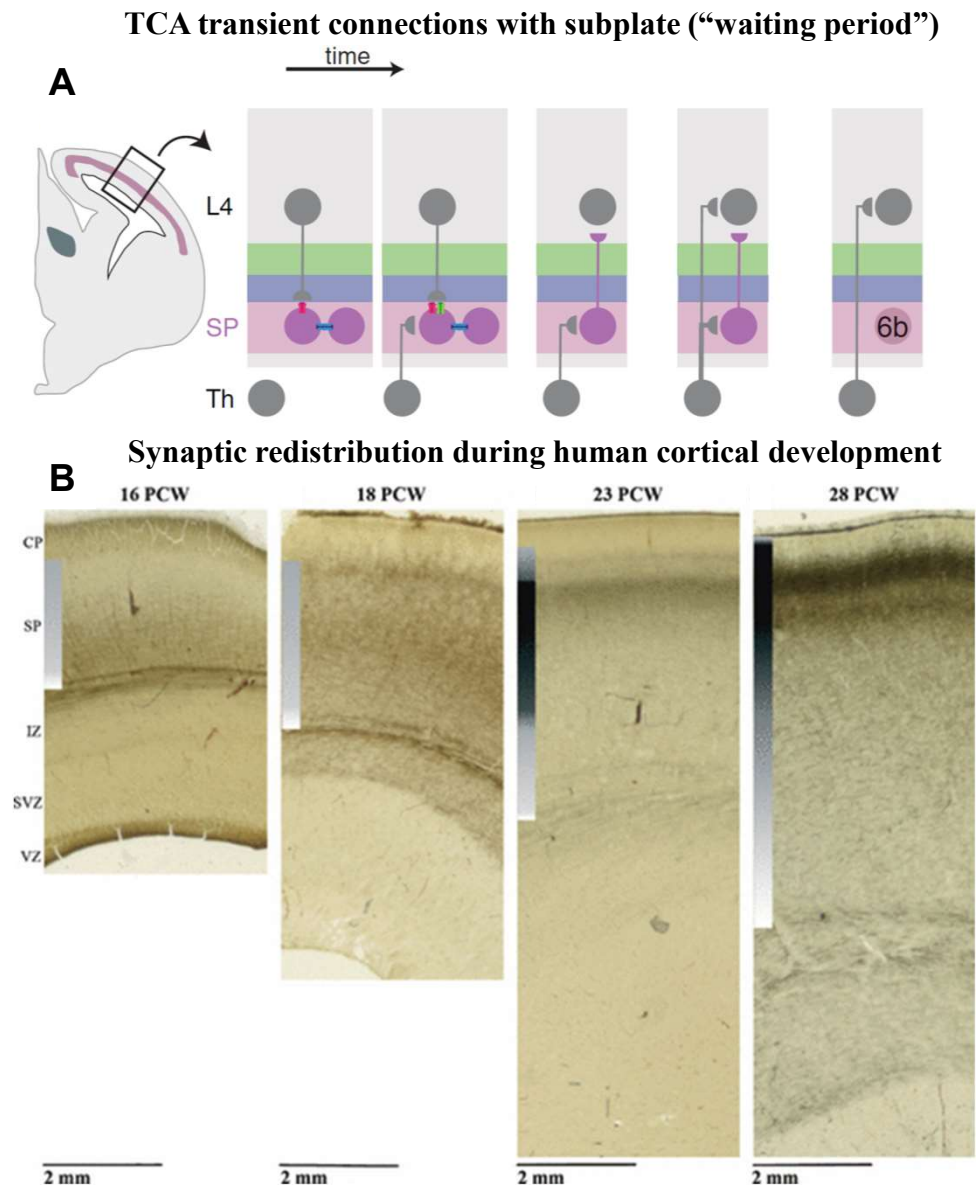 TCA transient connections with subplate (“waiting period”)
time
A
L4
SP
6b
Th
Synaptic redistribution during human cortical development
B
16 PCW
18 PCW
23 PCW
28 PCW
CP
SP
IZ
SVZ
VZ
2 mm
2 mm
2 mm
2 mm